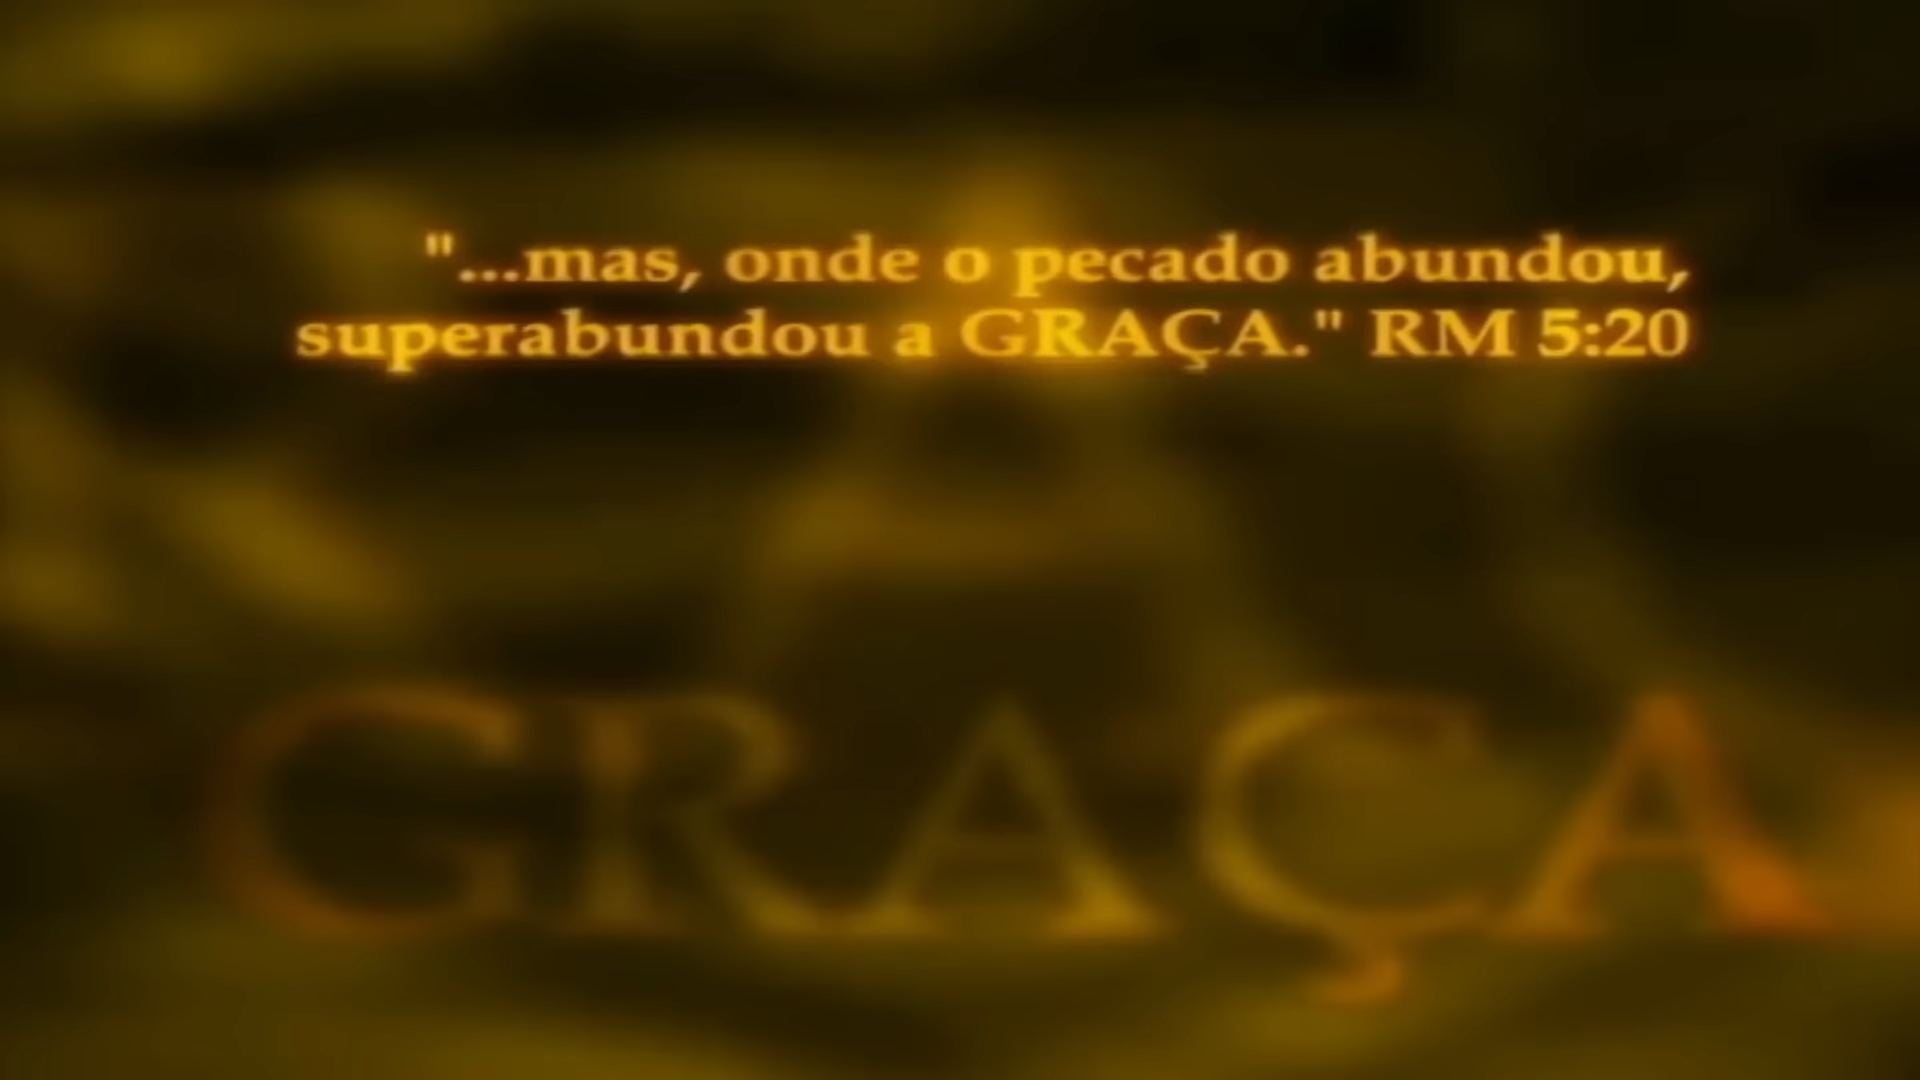 "...mas, onde o pecado abundou,
superabundou a GRAÇA." RM 5:20
GRAÇA